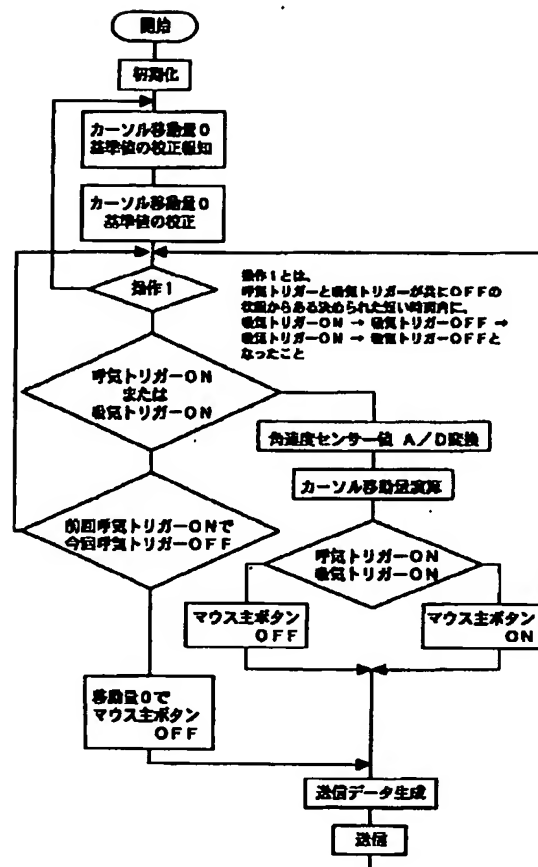 開始
初期化
カーソル移動量0
基準値の校正報知
カーソル移動量0
基準値の校正
操作1
操作1とは、
呼気トリガーと吸気トリガーが共にOFFの
状態からある決められた短い時間内に、
吸気トリガーON → 吸気トリガーOFF →
吸気トリガーON → 吸気トリガーOFFと
なったこと
呼気トリガーON
または
吸気トリガーON
角速度センサー値 A/D変換
カーソル移動量演算
前回呼気トリガーONで
今回呼気トリガーOFF
呼気トリガーON
吸気トリガーON
マウス主ボタン
OFF
マウス主ボタン
ON
移動量0で
マウス主ボタン
OFF
送信データ生成
送信